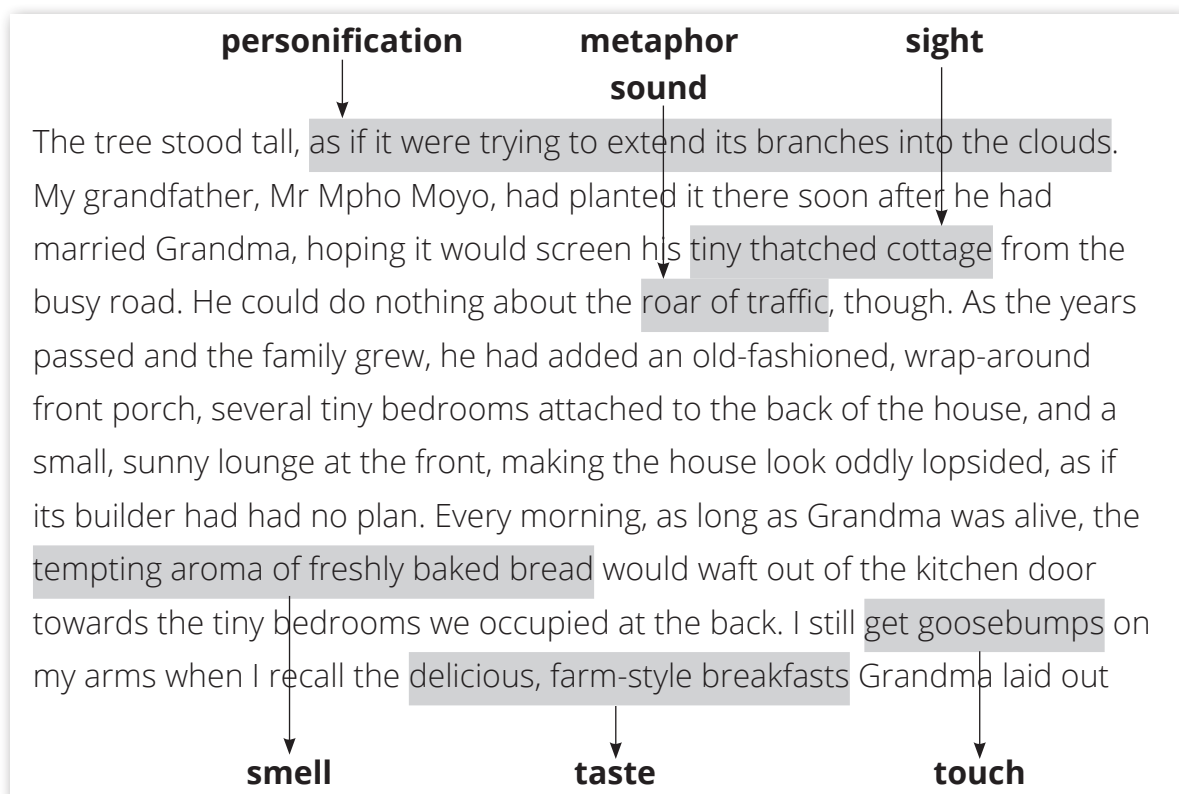 personification metaphor sight
sound
The tree stood tall, as if it were trying to extend its branches into the clouds.
My grandfather, Mr Mpho Moyo, had planted it there soon after he had
married Grandma, hoping it would screen his tiny thatched cottage from the
busy road. He could do nothing about the roar of traffic, though. As the years
passed and the family grew, he had added an old-fashioned, wrap-around
front porch, several tiny bedrooms attached to the back of the house, and a
small, sunny lounge at the front, making the house look oddly lopsided, as if
its builder had had no plan. Every morning, as long as Grandma was alive, the
tempting aroma of freshly baked bread would waft out of the kitchen door
towards the tiny bedrooms we occupied at the back. I still get goosebumps on
my arms when I recall the delicious, farm-style breakfasts Grandma laid out
smell taste touch